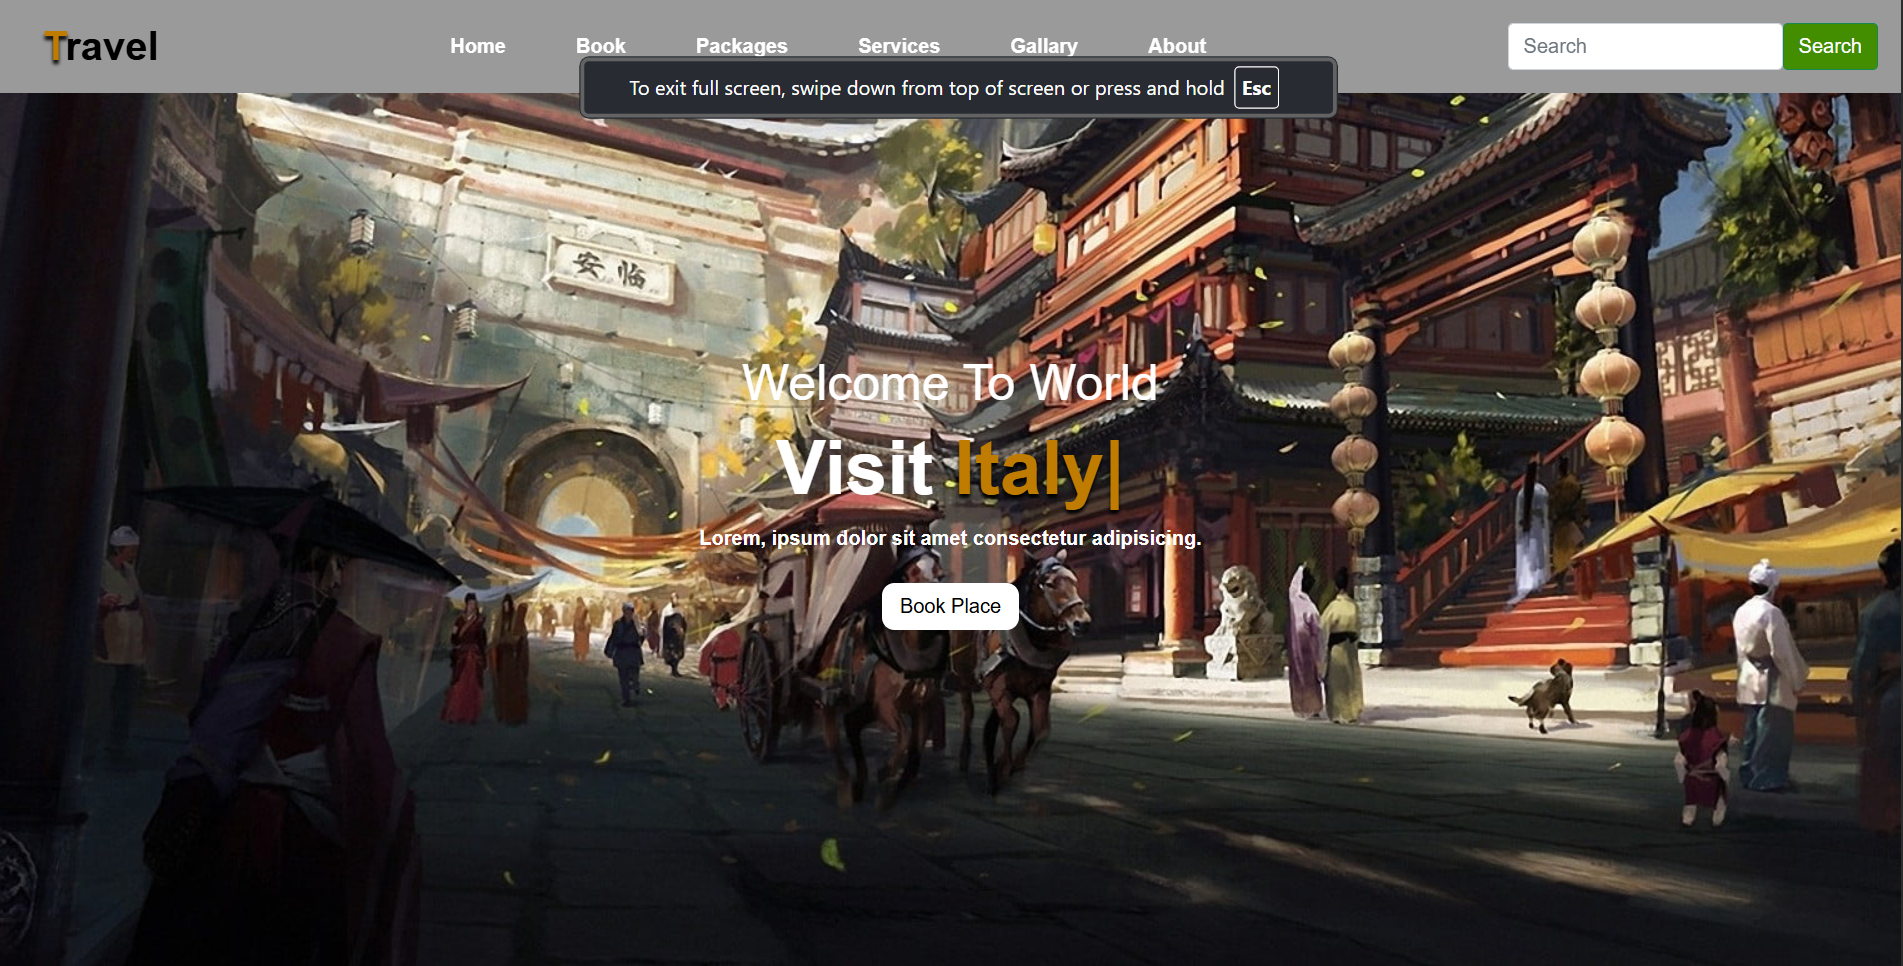 Travel
Home Book Packages Services Gallary About
Search Search
To exit full screen, swipe down from top of screen or press and hold Esc
安临
Welcome To World
Visit Italy|
Lorem, ipsum dolor sit amet consectetur adipisicing.
Book Place